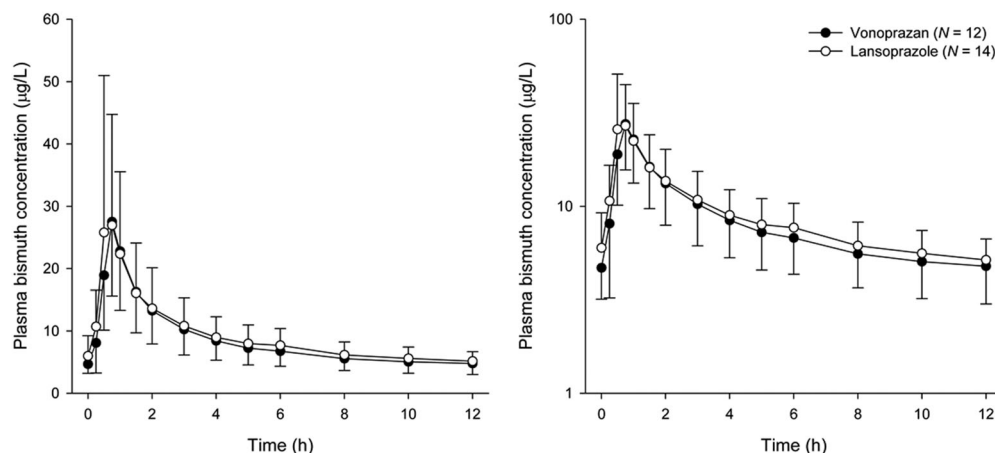 Plasma bismuth concentration (μg/L)
60
50
40
30
20
10
0
0 2 4 6 8 10 12
Time (h)
Plasma bismuth concentration (μg/L)
100
10
1
0 2 4 6 8 10 12
Time (h)
Vonoprazan (N = 12)
Lansoprazole (N = 14)